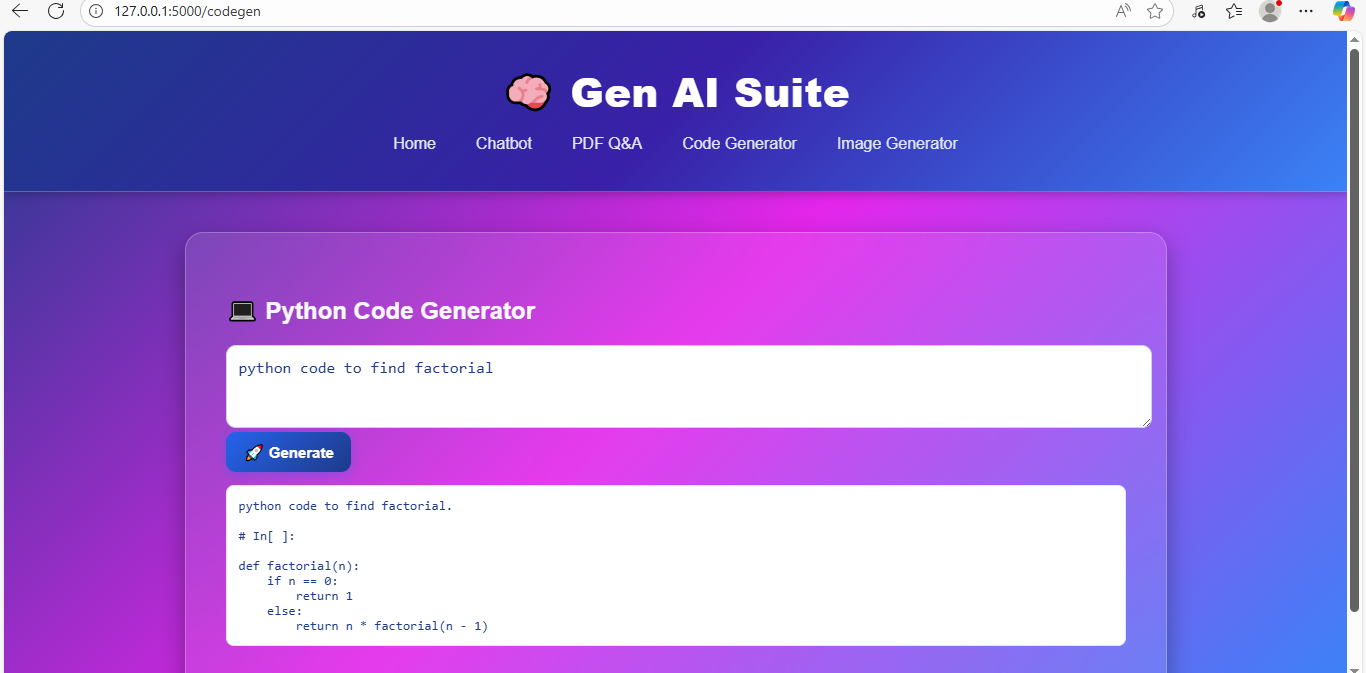 127.0.0.1:5000/codegen
Gen AI Suite
Home Chatbot PDF Q&A Code Generator Image Generator
Python Code Generator
python code to find factorial
Generate
python code to find factorial.
# In[ ]:
def factorial(n):
    if n == 0:
        return 1
    else:
        return n * factorial(n - 1)